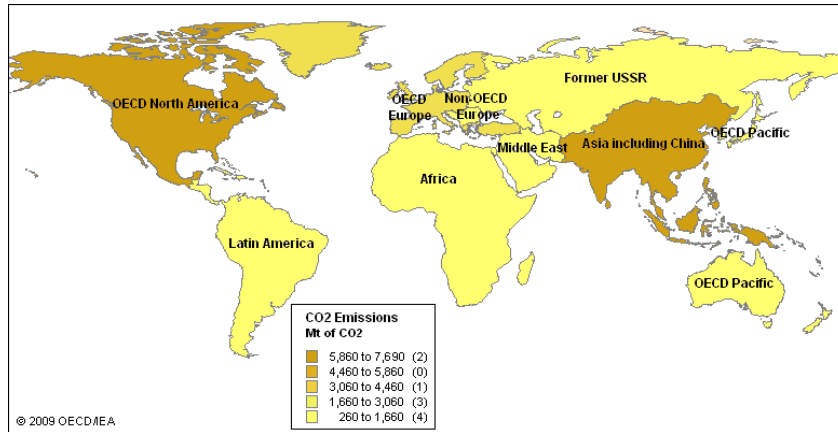 Former USSR
OECD North America
OECD
Europe
Non-OECD
Europe
OECD Pacific
Asia including China
Middle East
Africa
Latin America
OECD Pacific
CO2 Emissions
Mt of CO2
5,860 to 7,690 (2)
4,460 to 5,860 (0)
3,060 to 4,460 (1)
1,660 to 3,060 (3)
260 to 1,660 (4)
© 2009 OECD/IEA